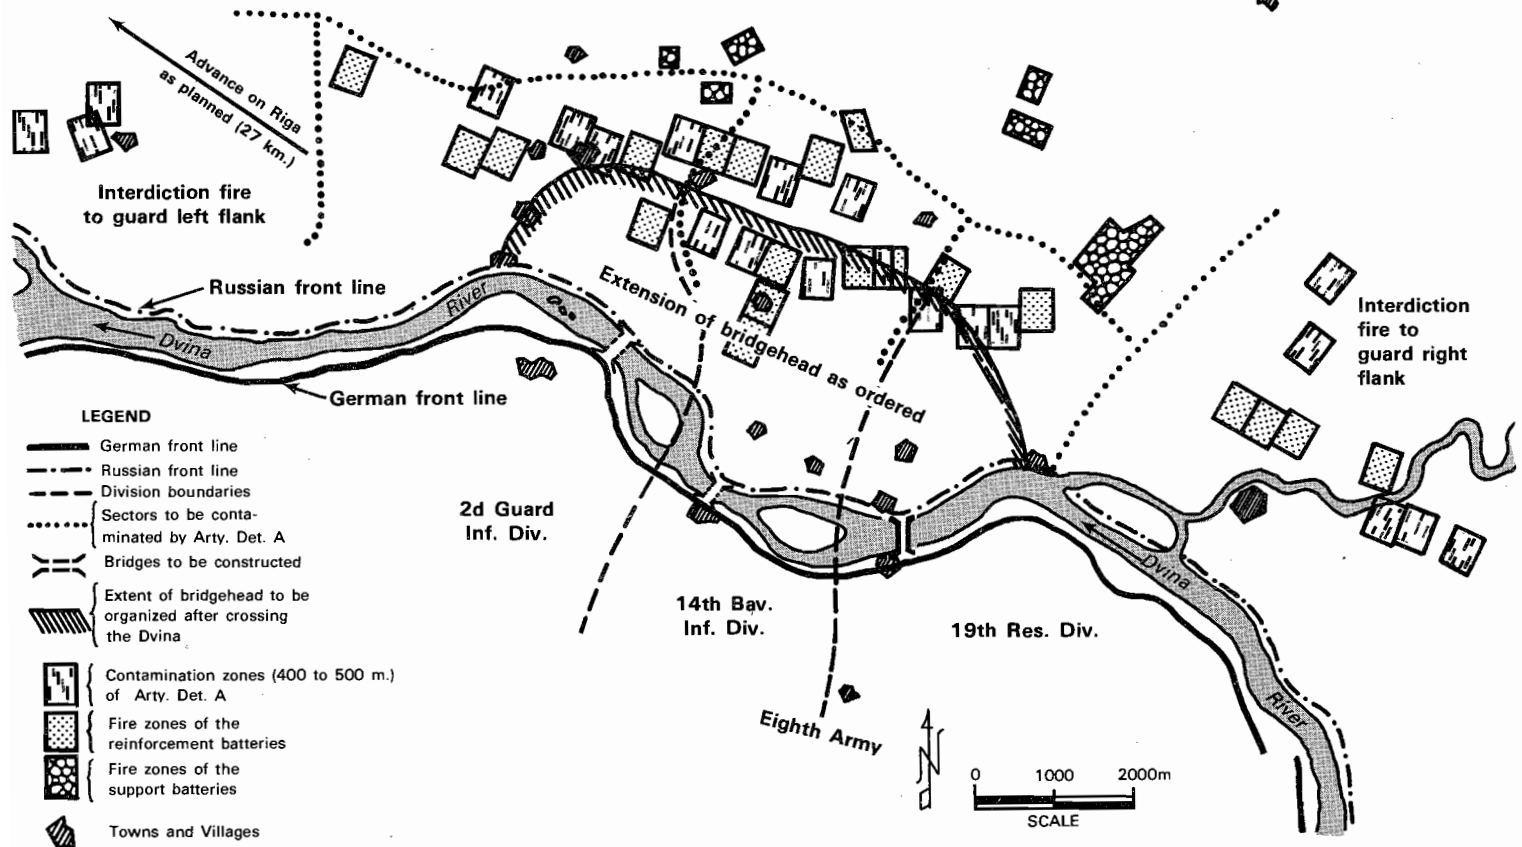 Advance on Riga
as planned (27 km.)
Interdiction fire
to guard left flank
Russian front line
River
Dvina
German front line
Extension of bridgehead as ordered
Interdiction
fire to
guard right
flank
LEGEND
German front line
Russian front line
Division boundaries
Sectors to be conta-
minated by Arty. Det. A
Bridges to be constructed
Extent of bridgehead to be
organized after crossing
the Dvina
Contamination zones (400 to 500 m.)
of Arty. Det. A
Fire zones of the
reinforcement batteries
Fire zones of the
support batteries
Towns and Villages
2d Guard
Inf. Div.
14th Bav.
Inf. Div.
19th Res. Div.
Dvina
River
Eighth Army
N
0 1000 2000m
SCALE